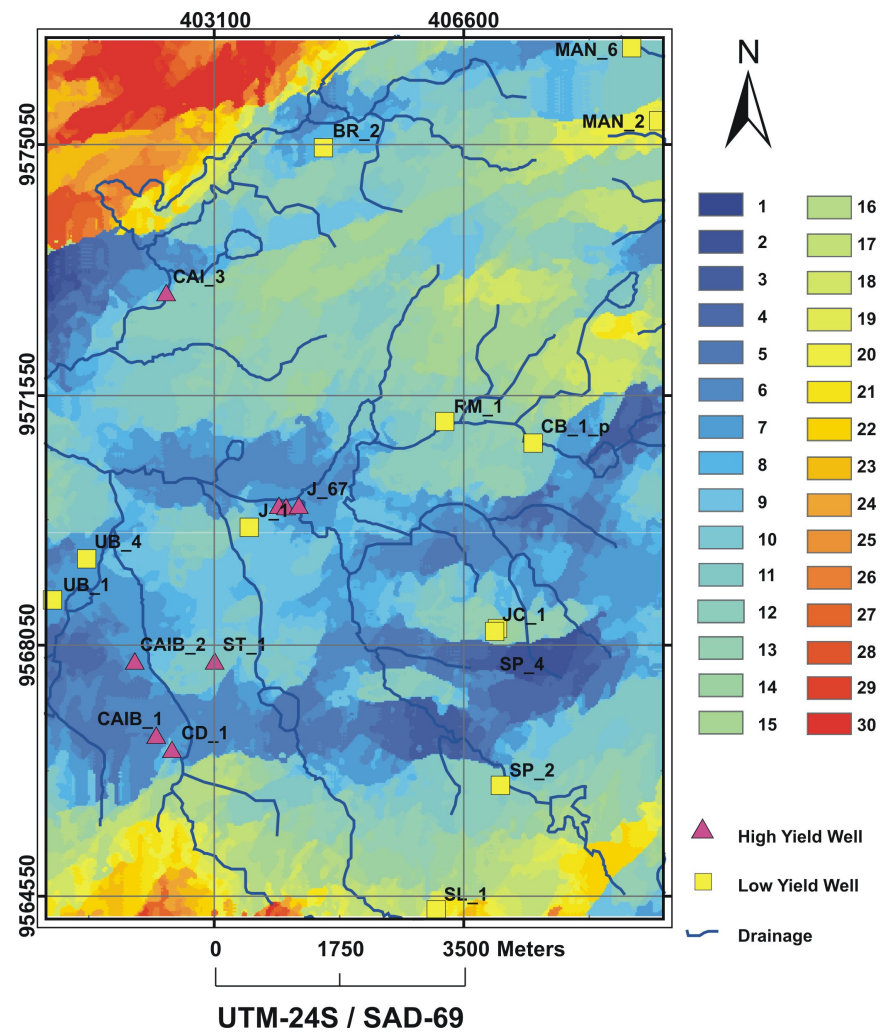 403100 406600
N
MAN_6
MAN_2
BR_2
9575050
CAI_3
9571550
RM_1
CB_1_p
J_67
J_1
UB_4
UB_1
JC_1
9568050
CAIB_2 ST_1
SP_4
CAIB_1
CD_1
SP_2
SL_1
9564550
1
2
3
4
5
6
7
8
9
10
11
12
13
14
15
16
17
18
19
20
21
22
23
24
25
26
27
28
29
30
High Yield Well
Low Yield Well
Drainage
0 1750 3500 Meters
UTM-24S / SAD-69